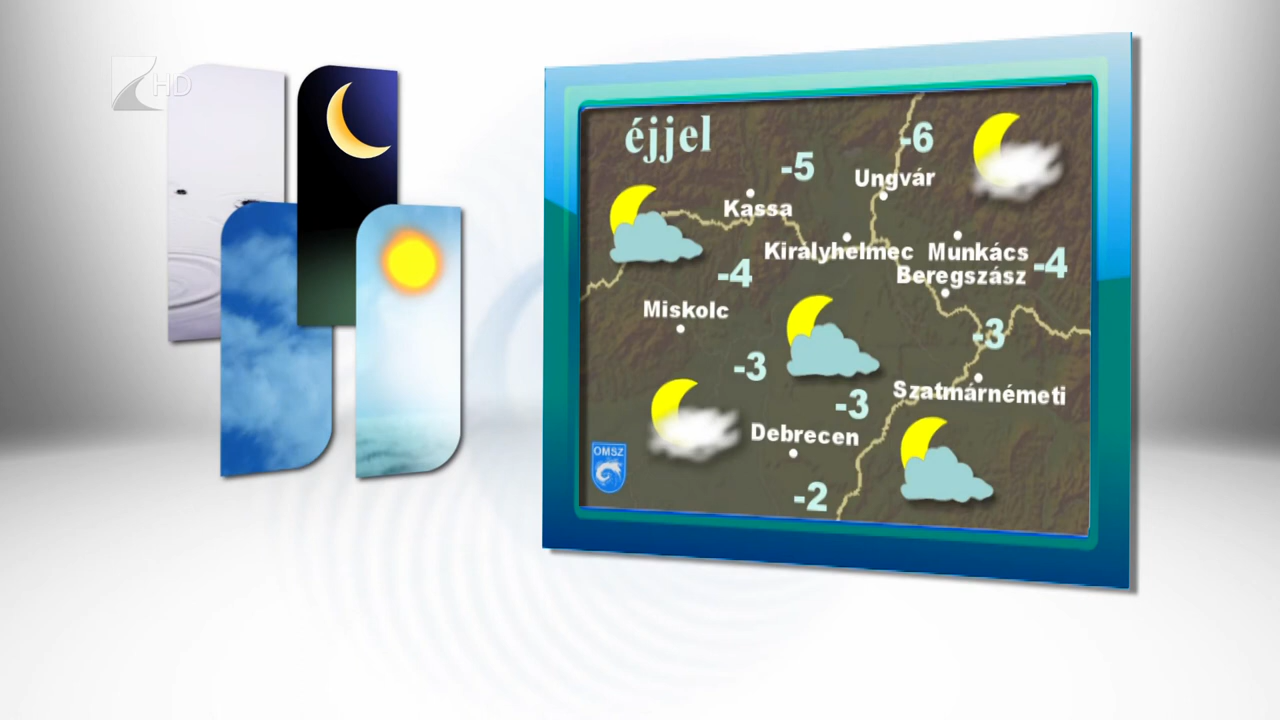 HD
éjjel
-6
-5
Ungvár
Kassa
Királyhelmec
Munkács
Beregszász
-4
-4
Miskolc
-3
-3
-3
Szatmárnémeti
Debrecen
OMSZ
-2